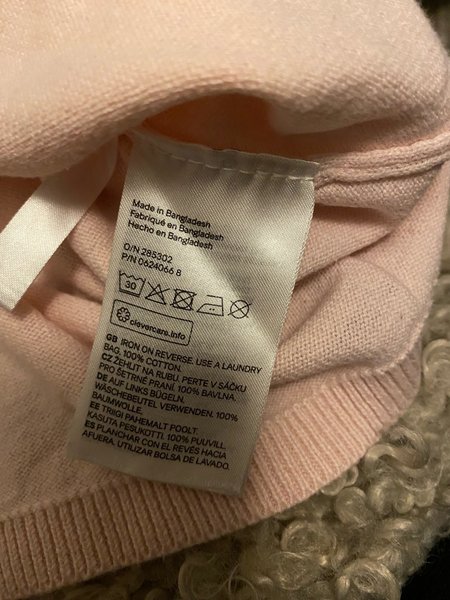 Made in Bangladesh
Fabriqué en Bangladesh
Hecho en Bangladesh
O/N 285302
P/N 0624066 8
30
clevercare.info
GB IRON ON REVERSE. USE A LAUNDRY
BAG. 100% COTTON.
CZ ŽEHLIT NA RUBU. PERTE V SÁČKU
PRO ŠETRNÉ PRANÍ. 100% BAVLNA.
DE AUF LINKS BÜGELN.
WÄSCHEBEUTEL VERWENDEN. 100%
BAUMWOLLE.
EE TRIIGI PAHEMALT POOLT.
KASUTA PESUKOTTI. 100% PUUVILL.
ES PLANCHAR CON EL REVÉS HACIA
AFUERA, UTILIZAR BOLSA DE LAVADO.